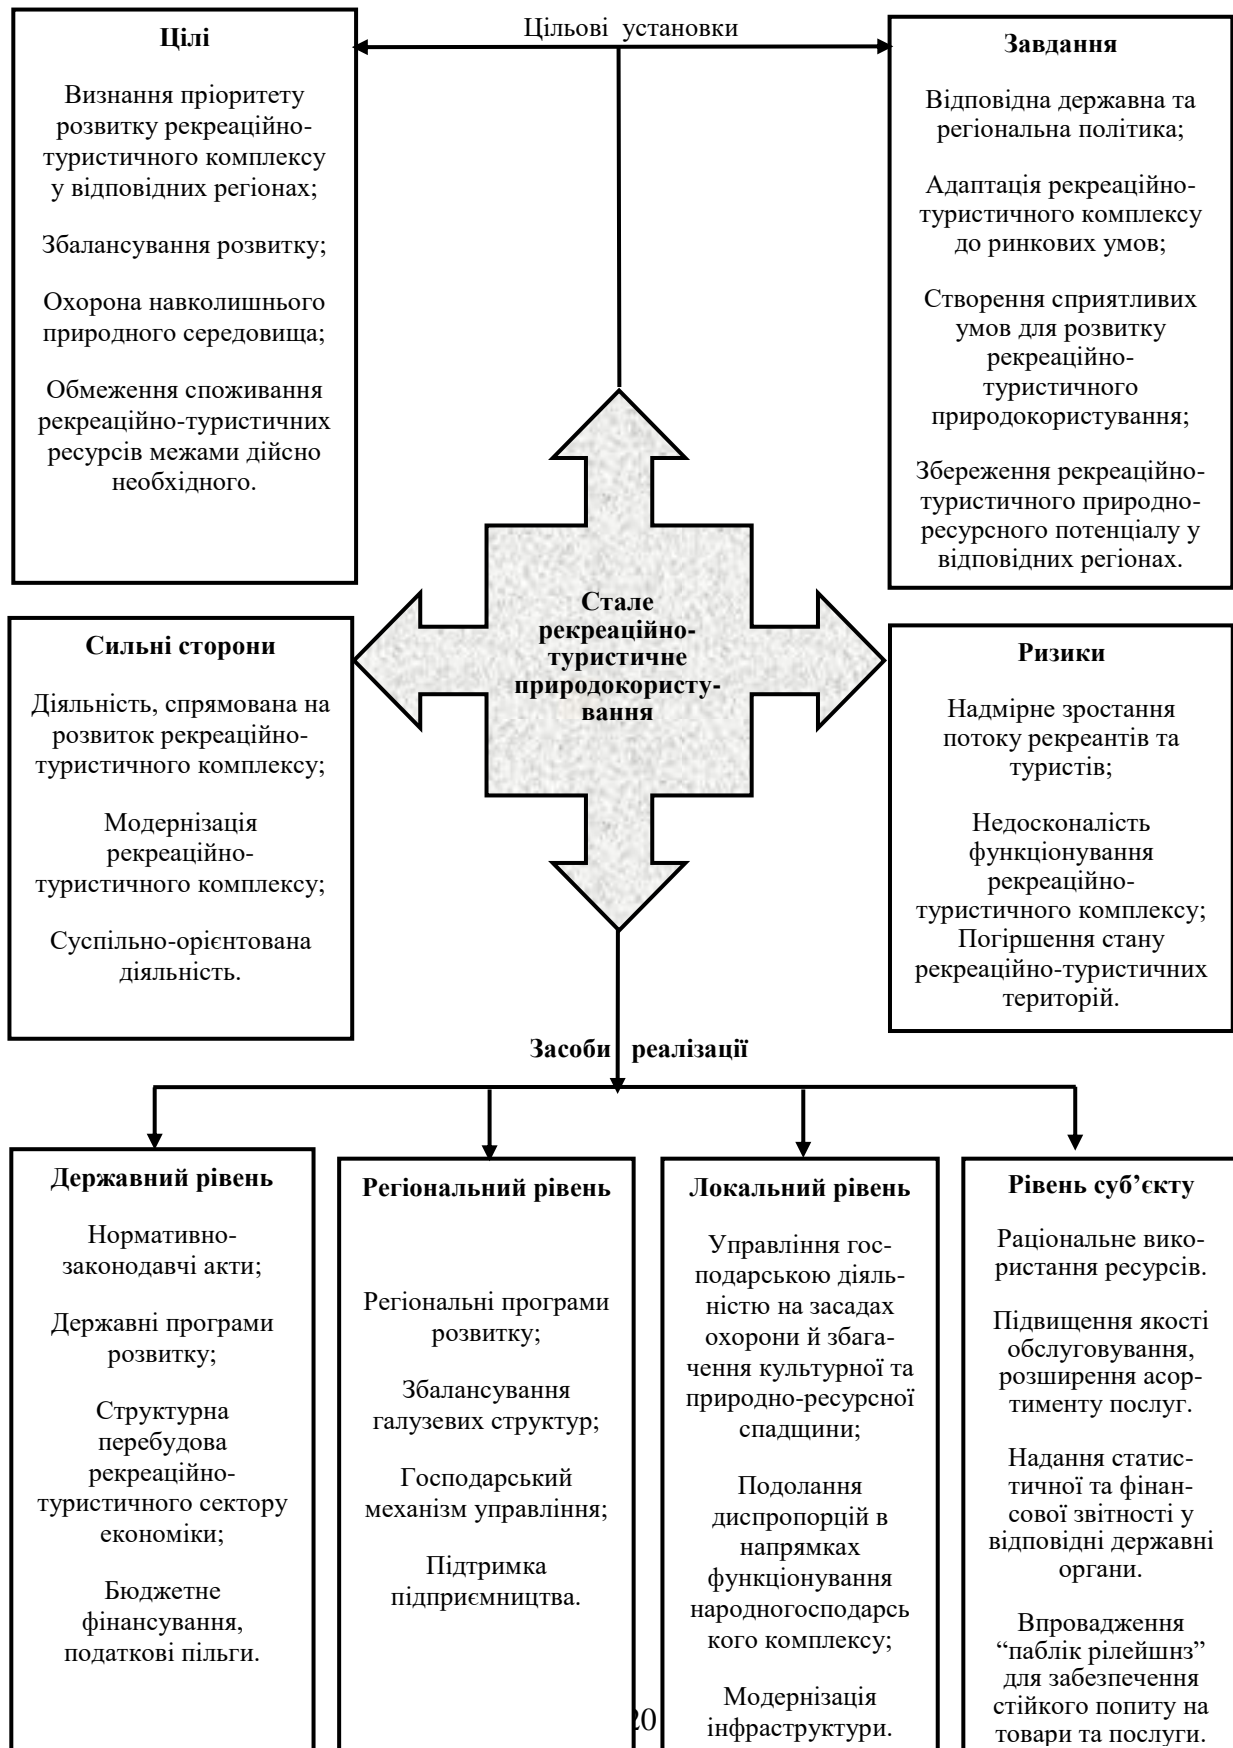 Цільові установки
Цілі
Визнання пріоритету
розвитку рекреаційно-
туристичного комплексу
у відповідних регіонах;
Збалансування розвитку;
Охорона навколишнього
природного середовища;
Обмеження споживання
рекреаційно-туристичних
ресурсів межами дійсно
необхідного.
Завдання
Відповідна державна та
регіональна політика;
Адаптація рекреаційно-
туристичного комплексу
до ринкових умов;
Створення сприятливих
умов для розвитку
рекреаційно-
туристичного
природокористування;
Збереження рекреаційно-
туристичного природно-
ресурсного потенціалу у
відповідних регіонах.
Стале
рекреаційно-
туристичне
природокористу-
вання
Сильні сторони
Діяльність, спрямована на
розвиток рекреаційно-
туристичного комплексу;
Модернізація
рекреаційно-
туристичного комплексу;
Суспільно-орієнтована
діяльність.
Ризики
Надмірне зростання
потоку рекреантів та
туристів;
Недосконалість
функціонування
рекреаційно-
туристичного комплексу;
Погіршення стану
рекреаційно-туристичних
територій.
Засоби реалізації
Державний рівень
Нормативно-
законодавчі акти;
Державні програми
розвитку;
Структурна
перебудова
рекреаційно-
туристичного сектору
економіки;
Бюджетне
фінансування,
податкові пільги.
Регіональний рівень
Регіональні програми
розвитку;
Збалансування
галузевих структур;
Господарський
механізм управління;
Підтримка
підприємництва.
Локальний рівень
Управління гос-
подарською діяль-
ністю на засадах
охорони й збага-
чення культурної та
природно-ресурсної
спадщини;
Подолання
диспропорцій в
напрямках
функціонування
народногосподарсь
кого комплексу;
Модернізація
інфраструктури.
Рівень суб’єкту
Раціональне вико-
ристання ресурсів.
Підвищення якості
обслуговування,
розширення асор-
тименту послуг.
Надання статис-
тичної та фінан-
сової звітності у
відповідні державні
органи.
Впровадження
“паблік рілейшнз”
для забезпечення
стійкого попиту на
товари та послуги.
20